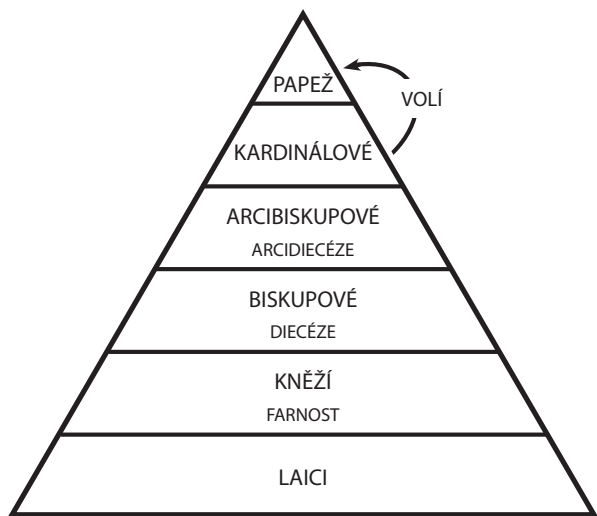 PAPEŽ
VOLÍ
KARDINÁLOVÉ
ARCIBISKUPOVÉ
ARCIDIECÉZE
BISKUPOVÉ
DIECÉZE
KNĚŽÍ
FARNOST
LAICI